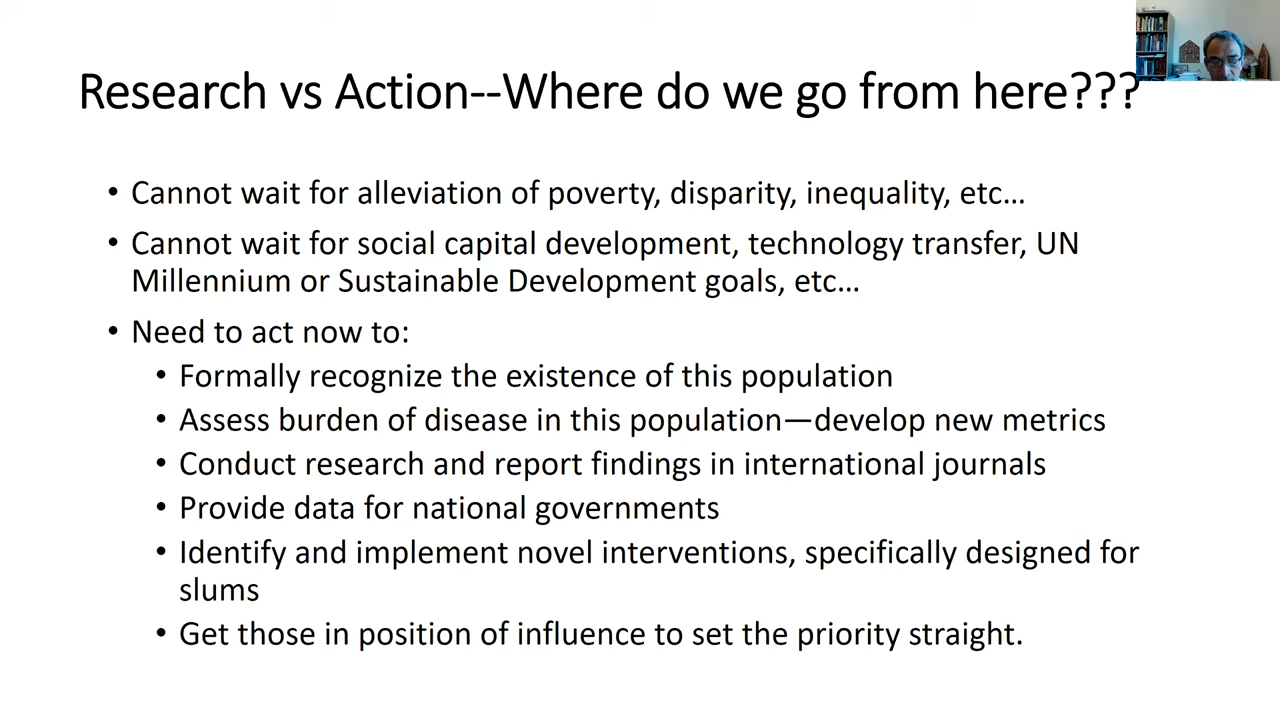 Research vs Action--Where do we go from here???
• Cannot wait for alleviation of poverty, disparity, inequality, etc…
• Cannot wait for social capital development, technology transfer, UN
Millennium or Sustainable Development goals, etc…
• Need to act now to:
• Formally recognize the existence of this population
• Assess burden of disease in this population—develop new metrics
• Conduct research and report findings in international journals
• Provide data for national governments
• Identify and implement novel interventions, specifically designed for
slums
• Get those in position of influence to set the priority straight.